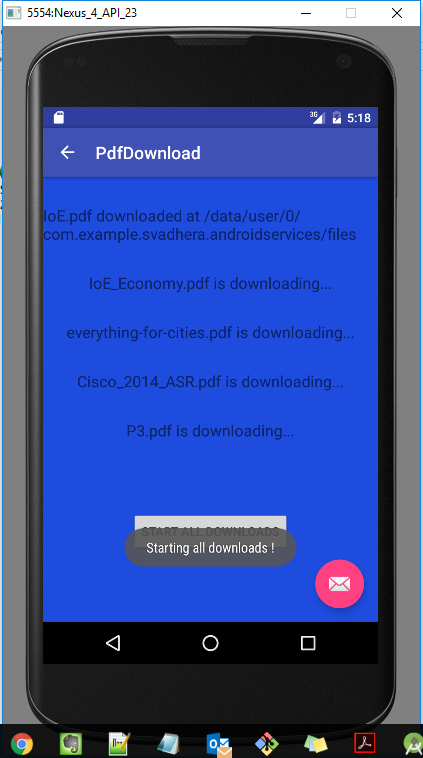 5554:Nexus_4_API_23
3G 5:18
PdfDownload
IoE.pdf downloaded at /data/user/0/
com.example.svadhera.androidservices/files
IoE_Economy.pdf is downloading...
everything-for-cities.pdf is downloading...
Cisco_2014_ASR.pdf is downloading...
P3.pdf is downloading...
START ALL DOWNLOADS
Starting all downloads !